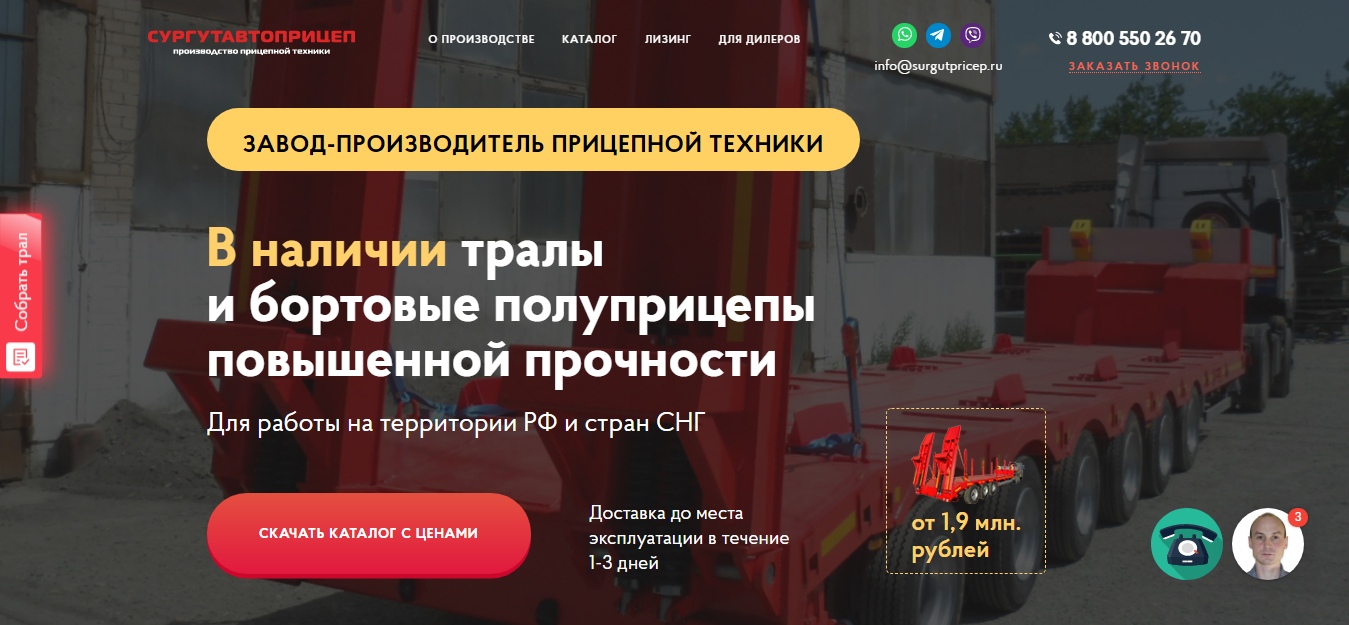 СУРГУТАВТОПРИЦЕП
производство прицепной техники
О ПРОИЗВОДСТВЕ КАТАЛОГ ЛИЗИНГ ДЛЯ ДИЛЕРОВ
info@surgutpricep.ru
8 800 550 26 70
ЗАКАЗАТЬ ЗВОНОК
ЗАВОД-ПРОИЗВОДИТЕЛЬ ПРИЦЕПНОЙ ТЕХНИКИ
Собрать трал
В наличии тралы
и бортовые полуприцепы
повышенной прочности
Для работы на территории РФ и стран СНГ
СКАЧАТЬ КАТАЛОГ С ЦЕНАМИ
Доставка до места
эксплуатации в течение
1-3 дней
от 1,9 млн.
рублей
3